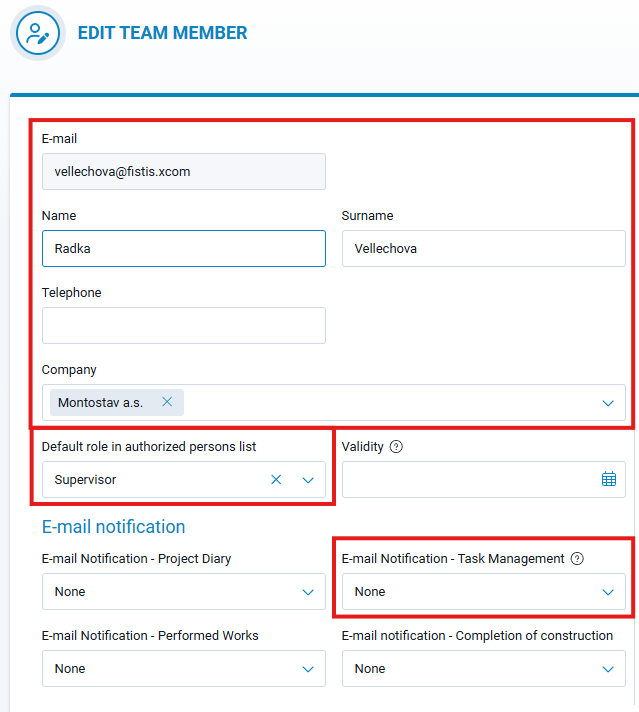 EDIT TEAM MEMBER
E-mail
vellechova@fistis.xcom
Name Surname
Radka Vellechova
Telephone
Company
Montostav a.s.
Default role in authorized persons list Validity
Supervisor
E-mail notification
E-mail Notification - Project Diary E-mail Notification - Task Management
None None
E-mail Notification - Performed Works E-mail notification - Completion of construction
None None